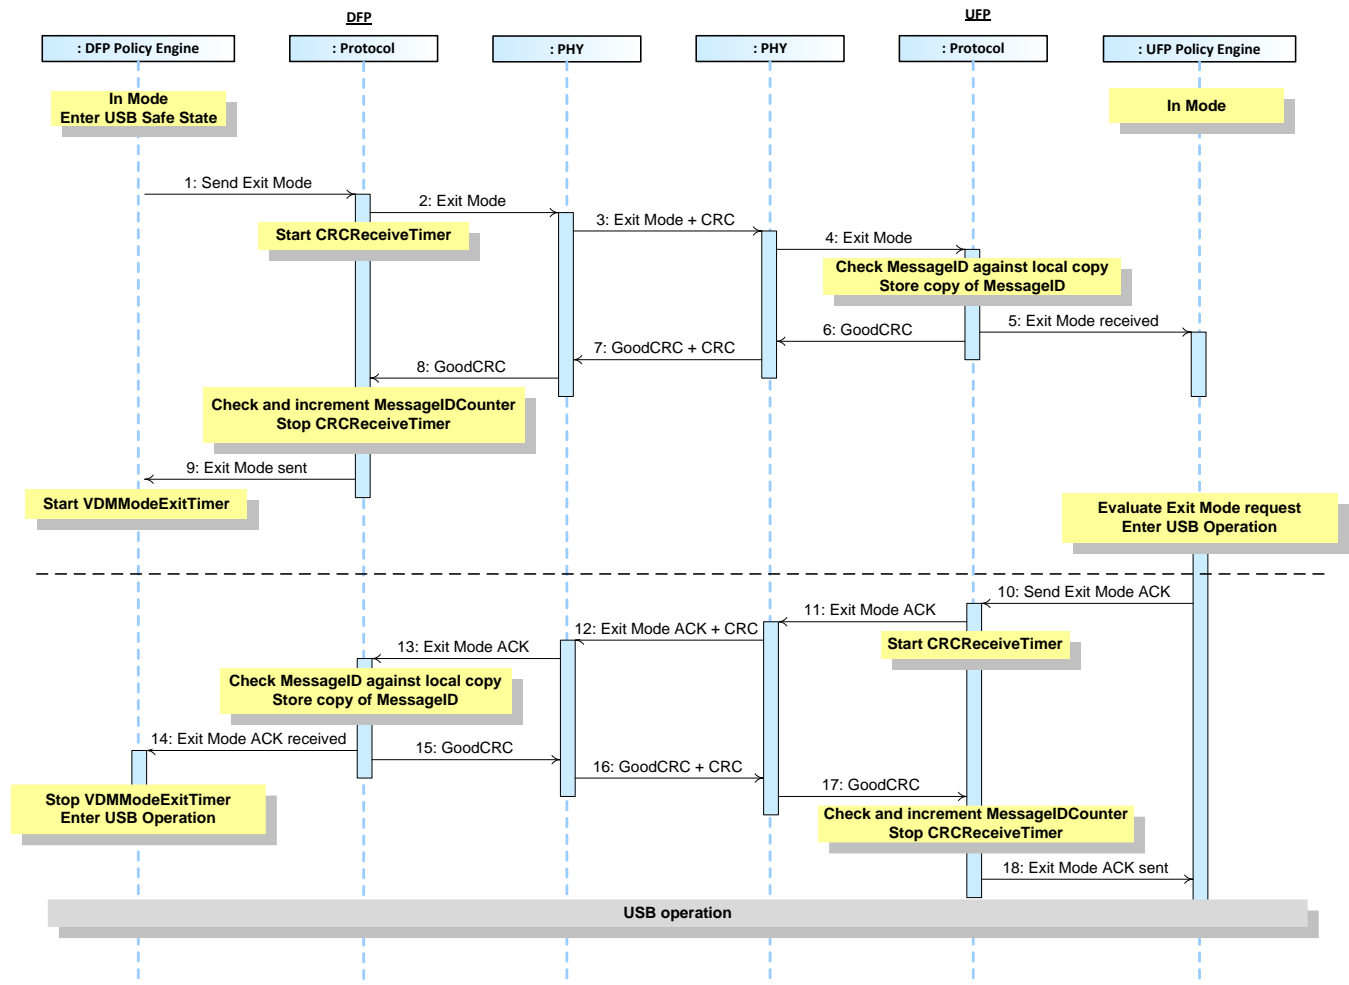 DFP
UFP
: DFP Policy Engine
: Protocol
: PHY
: PHY
: Protocol
: UFP Policy Engine
In Mode
Enter USB Safe State
In Mode
1: Send Exit Mode
2: Exit Mode
Start CRCReceiveTimer
3: Exit Mode + CRC
4: Exit Mode
Check MessageID against local copy
Store copy of MessageID
5: Exit Mode received
6: GoodCRC
7: GoodCRC + CRC
8: GoodCRC
Check and increment MessageIDCounter
Stop CRCReceiveTimer
9: Exit Mode sent
Start VDMModeExitTimer
Evaluate Exit Mode request
Enter USB Operation
10: Send Exit Mode ACK
11: Exit Mode ACK
Start CRCReceiveTimer
12: Exit Mode ACK + CRC
13: Exit Mode ACK
Check MessageID against local copy
Store copy of MessageID
14: Exit Mode ACK received
15: GoodCRC
16: GoodCRC + CRC
17: GoodCRC
Stop VDMModeExitTimer
Enter USB Operation
Check and increment MessageIDCounter
Stop CRCReceiveTimer
18: Exit Mode ACK sent
USB operation